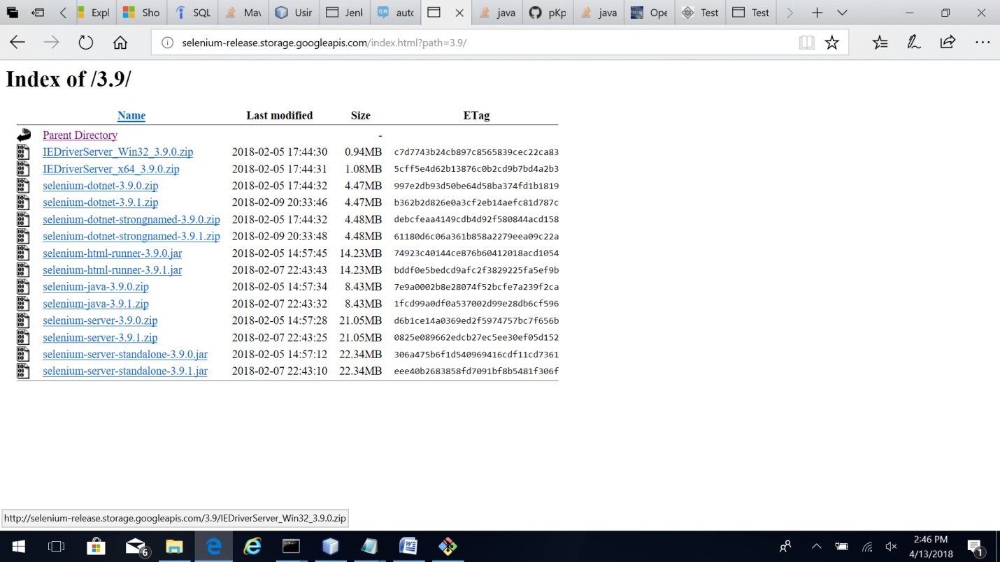 Expl
Sho
SQL
Mav
Usir
Jenl
QA
auto
java
pKp
java
Ope
Test
Test
selenium-release.storage.googleapis.com/index.html?path=3.9/
Index of /3.9/
Name Last modified Size ETag
Parent Directory -
IEDriverServer_Win32_3.9.0.zip 2018-02-05 17:44:30 0.94MB c7d7743b24cb897c8565839cec22ca83
IEDriverServer_x64_3.9.0.zip 2018-02-05 17:44:31 1.08MB 5cff5e4d62b13876c0b2cd9b7bd4a2b3
selenium-dotnet-3.9.0.zip 2018-02-05 17:44:32 4.47MB 997e2db93d50be64d58ba374fd1b1819
selenium-dotnet-3.9.1.zip 2018-02-09 20:33:46 4.47MB b362b2d826e0a3cf2eb14aefc81d787c
selenium-dotnet-strongnamed-3.9.0.zip 2018-02-05 17:44:32 4.48MB debcfeaa4149cdb4d92f580844acd158
selenium-dotnet-strongnamed-3.9.1.zip 2018-02-09 20:33:48 4.48MB 61180d6c06a361b858a2279eea09c22a
selenium-html-runner-3.9.0.jar 2018-02-05 14:57:45 14.23MB 74923c40144ce876b60412018acd1054
selenium-html-runner-3.9.1.jar 2018-02-07 22:43:43 14.23MB bddf0e5bedcd9afc2f3829225fa5ef9b
selenium-java-3.9.0.zip 2018-02-05 14:57:34 8.43MB 7e9a0002b8e28074f52bcfe7a239f2ca
selenium-java-3.9.1.zip 2018-02-07 22:43:32 8.43MB 1fcd99a0df0a537002d99e28db6cf596
selenium-server-3.9.0.zip 2018-02-05 14:57:28 21.05MB d6b1ce14a0369ed2f5974757bc7f656b
selenium-server-3.9.1.zip 2018-02-07 22:43:25 21.05MB 0825e089662edcb27ec5ee30ef05d152
selenium-server-standalone-3.9.0.jar 2018-02-05 14:57:12 22.34MB 306a475b6f1d540969416cdf11cd7361
selenium-server-standalone-3.9.1.jar 2018-02-07 22:43:10 22.34MB eee40b2683858fd7091bf8b5481f306f
http://selenium-release.storage.googleapis.com/3.9/IEDriverServer_Win32_3.9.0.zip
6
2:46 PM
4/13/2018
1